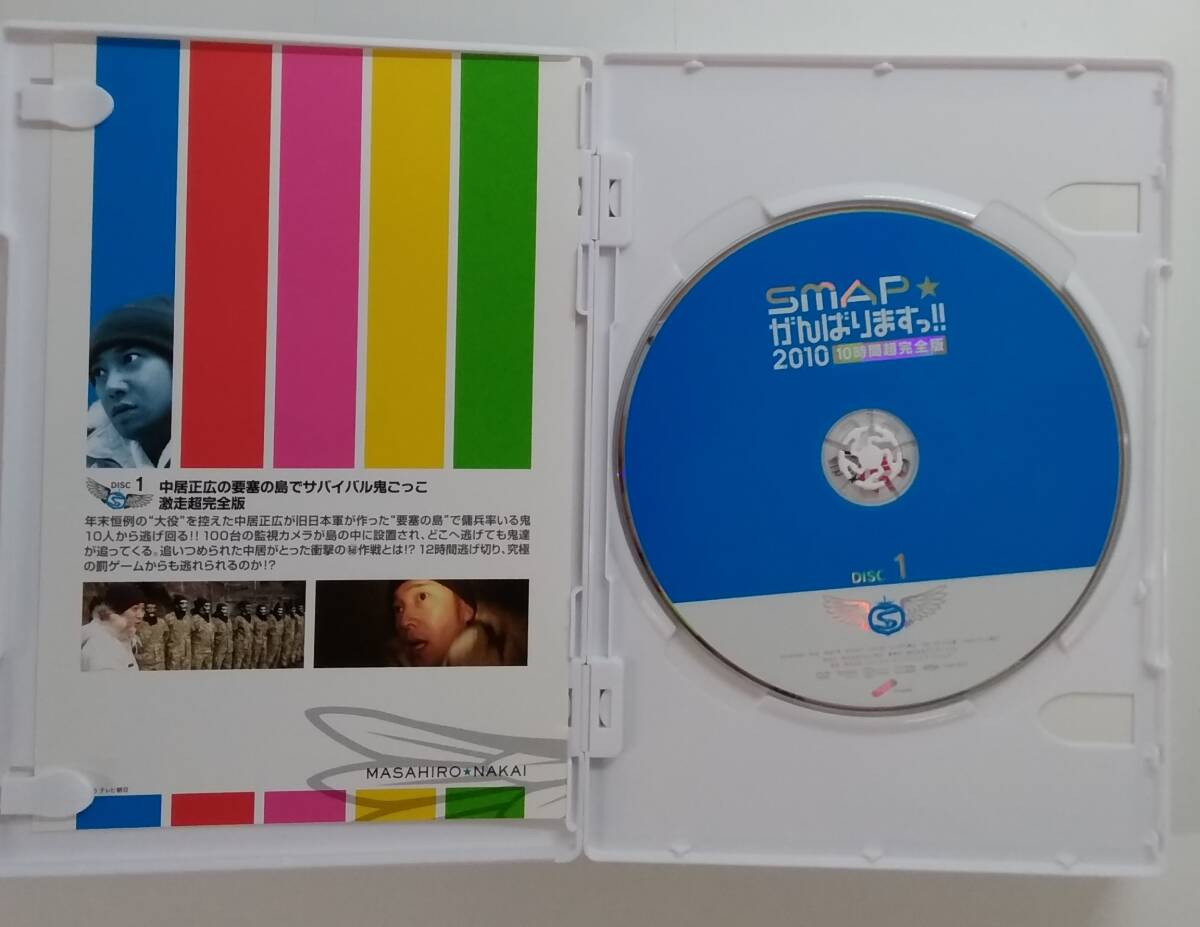 DISC 1 中居正広の要塞の島でサバイバル鬼ごっこ
激走超完全版
年末恒例の“大役”を控えた中居正広が旧日本軍が作った“要塞の島”で傭兵率いる鬼
10人から逃げ回る!! 100台の監視カメラが島の中に設置され、どこへ逃げても鬼達
が追ってくる。追いつめられた中居がとった衝撃の㊙作戦とは!? 12時間逃げ切り、究極
の罰ゲームからも逃れられるのか!?
MASAHIRO★NAKAI
テレビ朝日
SMAP★
がんばりますっ!!
2010 10時間超完全版
DISC 1